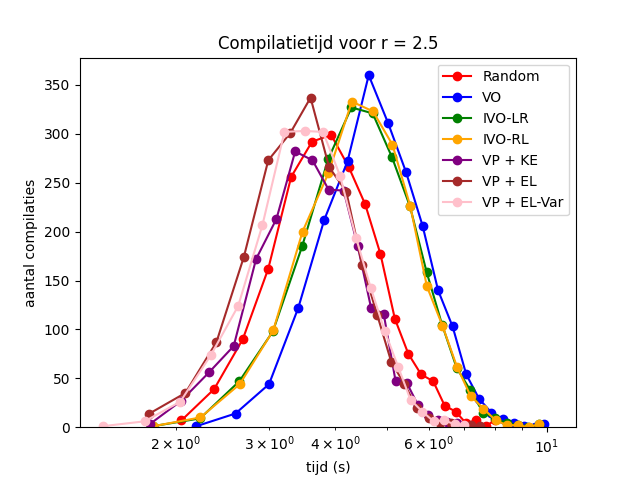 Compilatietijd voor r = 2.5
350
300
250
200
150
100
50
0
aantal compilaties
Random
VO
IVO-LR
IVO-RL
VP + KE
VP + EL
VP + EL-Var
2 × 10⁰ 3 × 10⁰ 4 × 10⁰ 6 × 10⁰ 10¹
tijd (s)